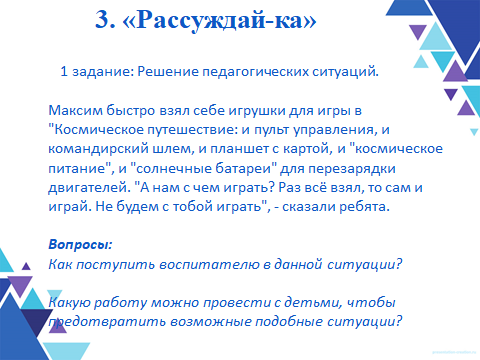 3. «Рассуждай-ка»
1 задание: Решение педагогических ситуаций.
Максим быстро взял себе игрушки для игры в
"Космическое путешествие: и пульт управления, и
командирский шлем, и планшет с картой, и "космическое
питание", и "солнечные батареи" для перезарядки
двигателей. "А нам с чем играть? Раз всё взял, то сам и
играй. Не будем с тобой играть", - сказали ребята.
Вопросы:
Как поступить воспитателю в данной ситуации?
Какую работу можно провести с детьми, чтобы
предотвратить возможные подобные ситуации?